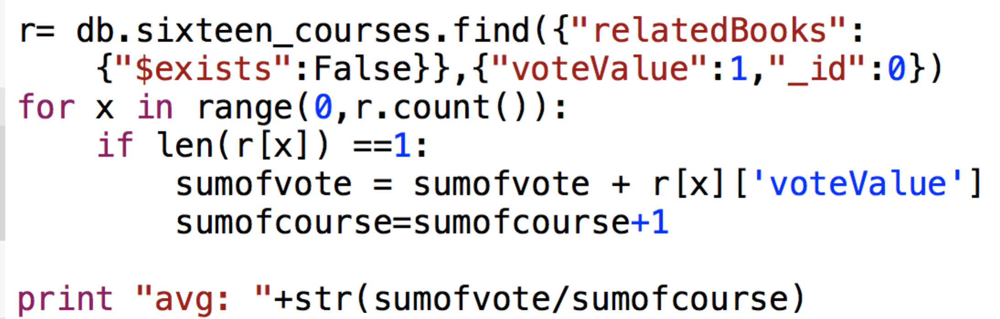 r= db.sixteen_courses.find({"relatedBooks":
    {"$exists":False}},{"voteValue":1,"_id":0})
for x in range(0,r.count()):
    if len(r[x]) ==1:
        sumofvote = sumofvote + r[x]['voteValue']
        sumofcourse=sumofcourse+1
print "avg: "+str(sumofvote/sumofcourse)